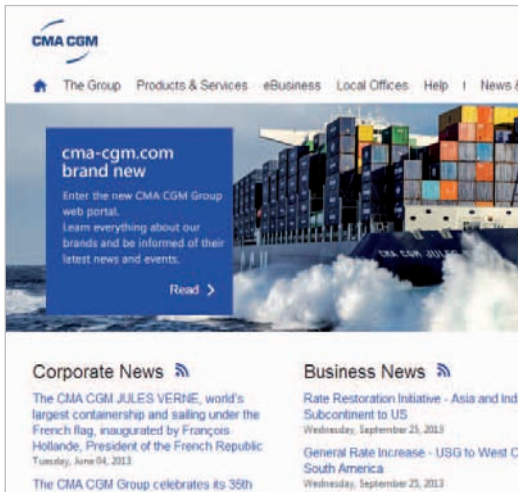 CMA CGM
The Group Products & Services eBusiness Local Offices Help News &
cma-cgm.com
brand new
Enter the new CMA CGM Group
web portal.
Learn everything about our
brands and be informed of their
latest news and events.
Read >
CMA CGM JULES
Corporate News
The CMA CGM JULES VERNE, world's
largest containership and sailing under the
French flag, inaugurated by François
Hollande, President of the French Republic
Tuesday, June 04, 2013
The CMA CGM Group celebrates its 35th
Business News
Rate Restoration Initiative - Asia and Ind
Subcontinent to US
Wednesday, September 25, 2013
General Rate Increase - USG to West C
South America
Wednesday, September 25, 2013